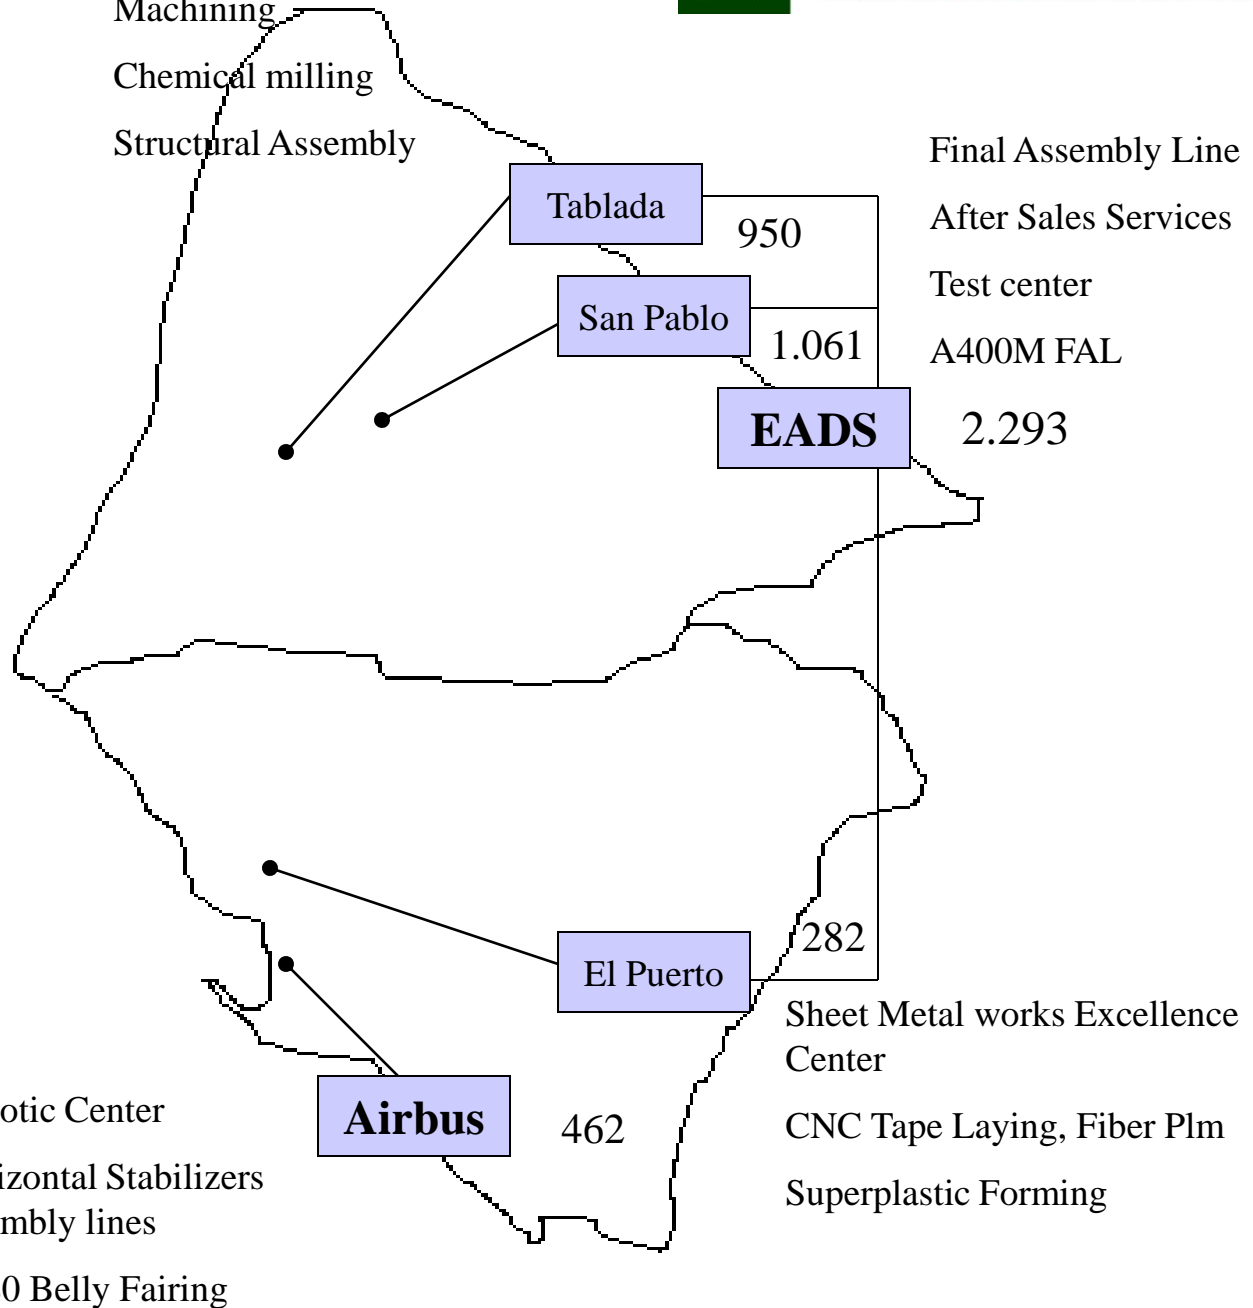 Machining
Chemical milling
Structural Assembly
Final Assembly Line
After Sales Services
Test center
A400M FAL
Tablada
950
San Pablo
1.061
EADS
2.293
El Puerto
282
Sheet Metal works Excellence
Center
CNC Tape Laying, Fiber Plm
Superplastic Forming
Airbus
462
otic Center
izontal Stabilizers
mbly lines
0 Belly Fairing